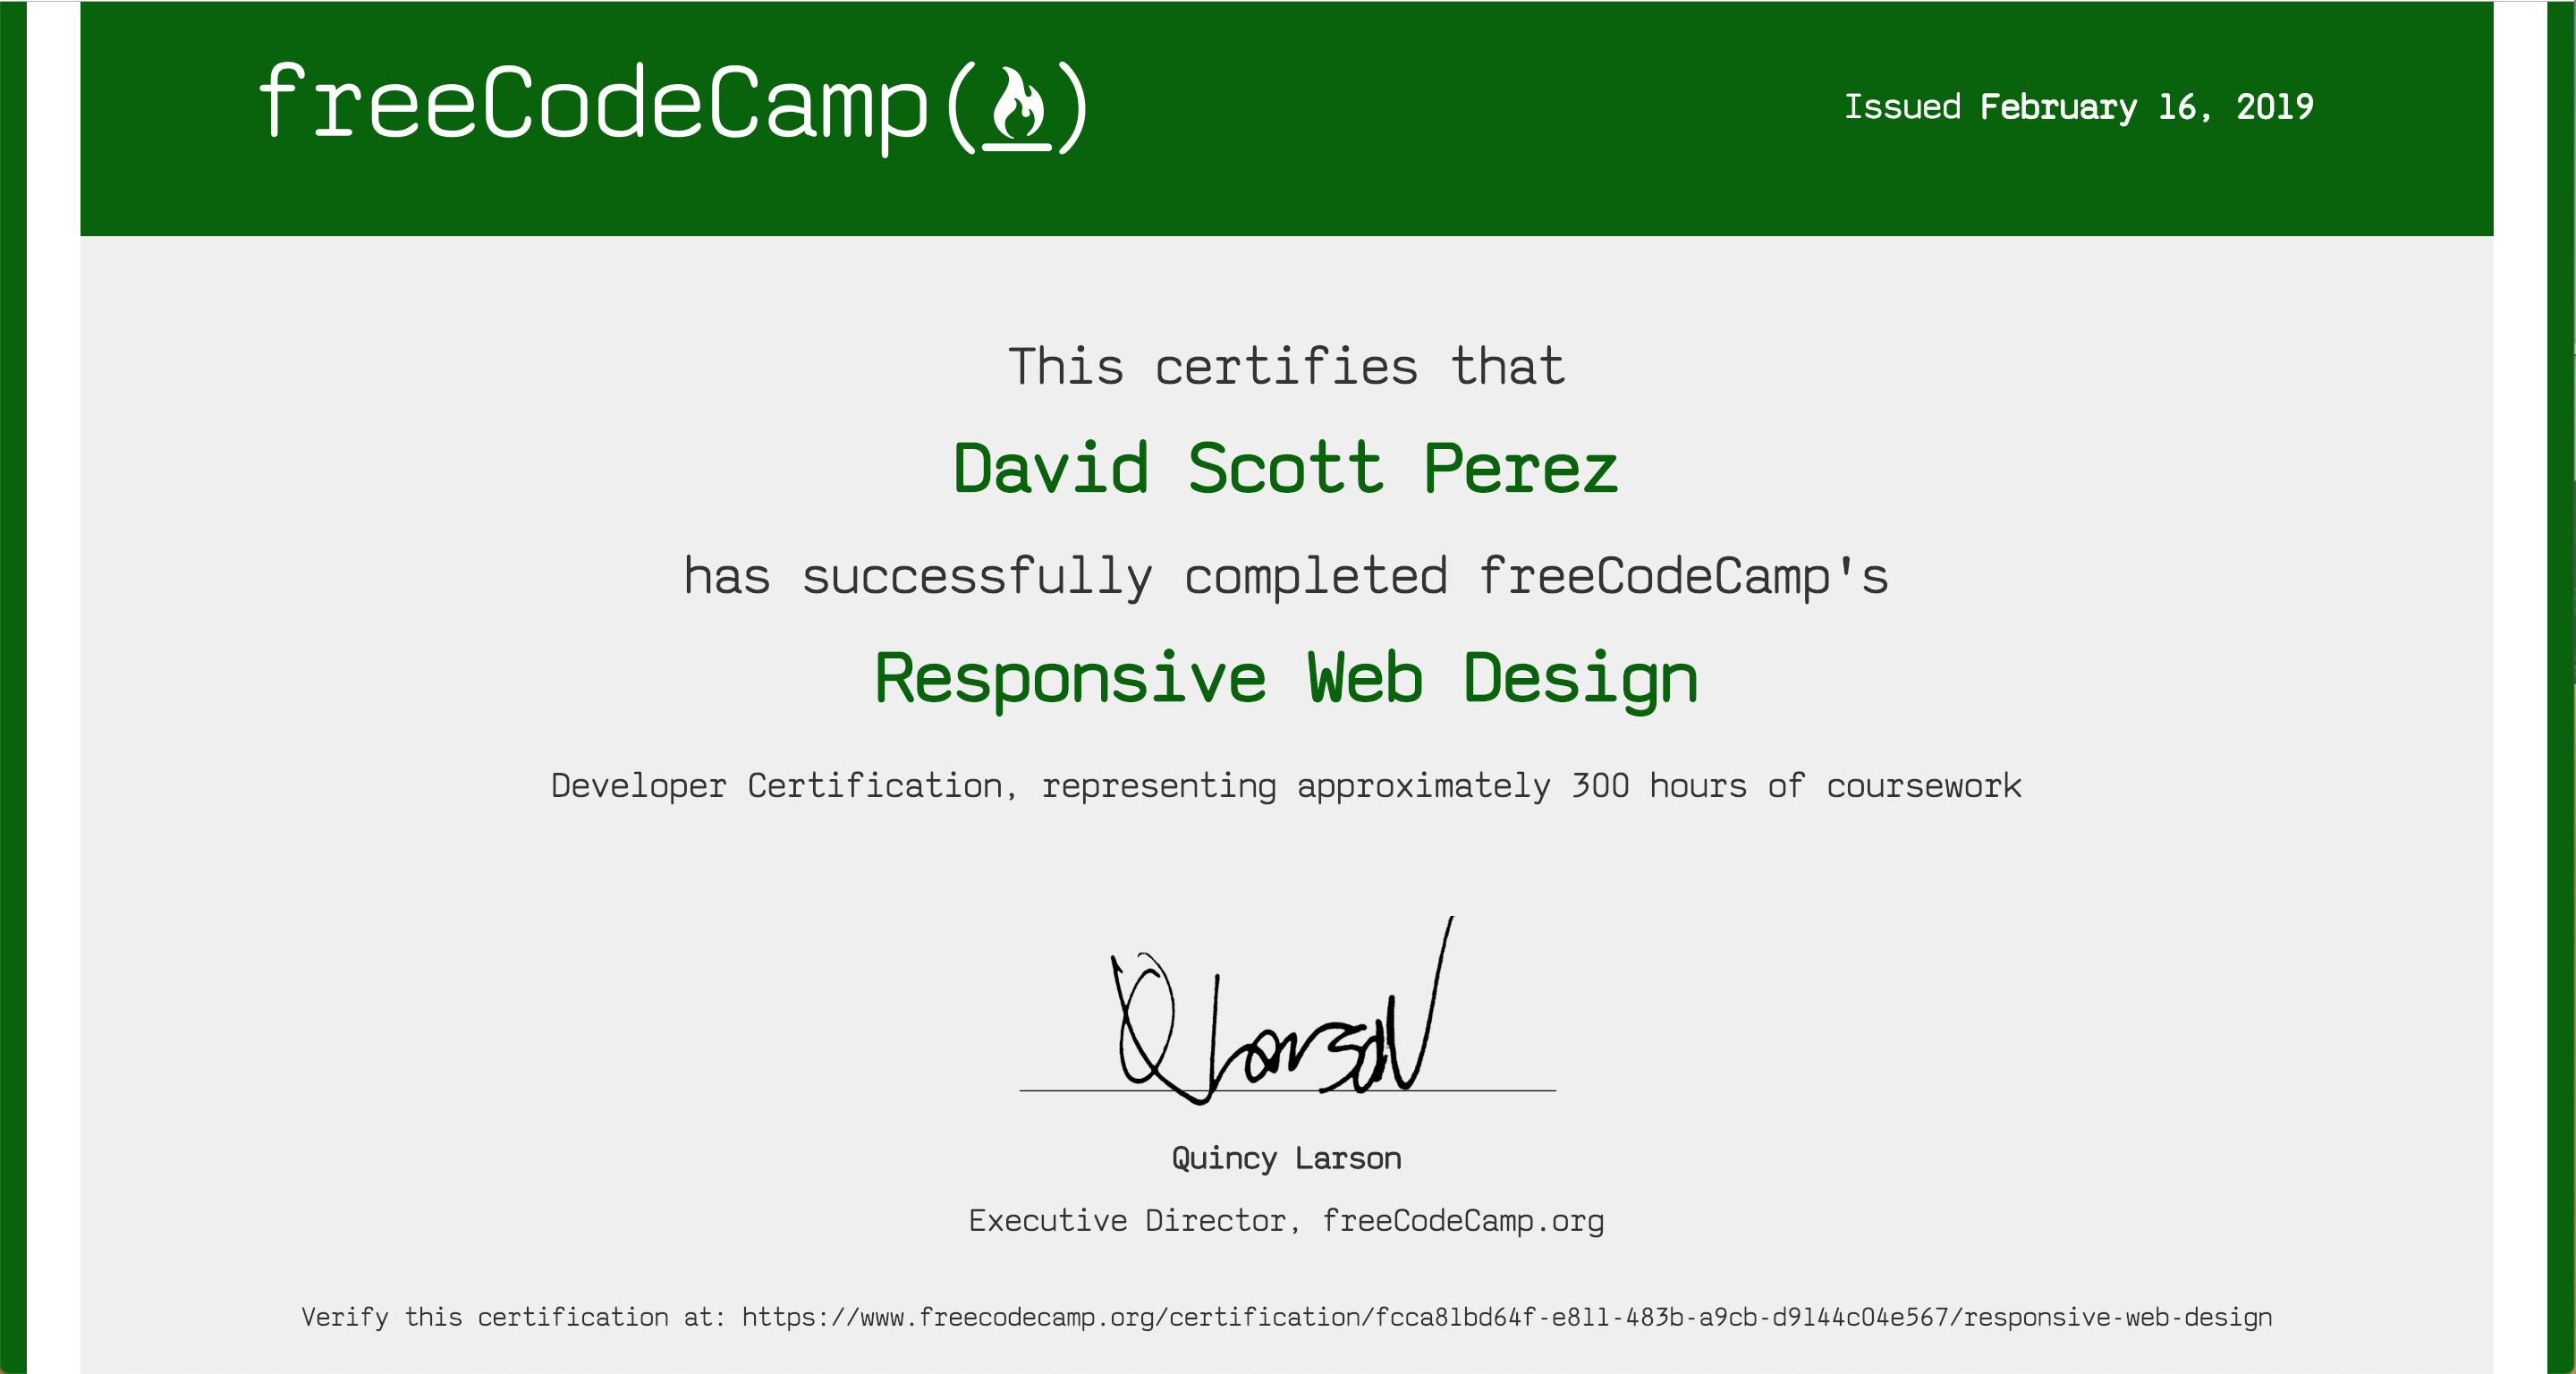 freeCodeCamp(🔥)
Issued February 16, 2019
This certifies that
David Scott Perez
has successfully completed freeCodeCamp's
Responsive Web Design
Developer Certification, representing approximately 300 hours of coursework
Q Larson
Quincy Larson
Executive Director, freeCodeCamp.org
Verify this certification at: https://www.freecodecamp.org/certification/fcca81bd64f-e811-483b-a9cb-d9144c04e567/responsive-web-design